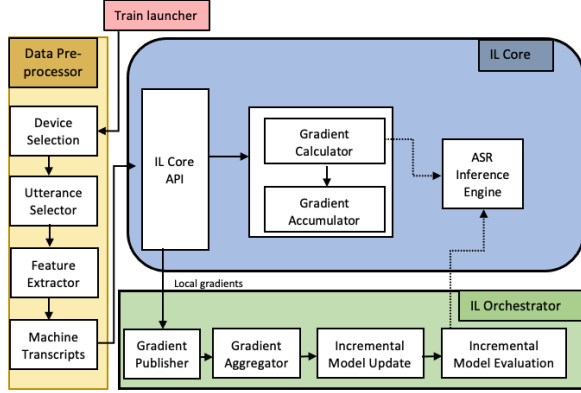 Train launcher
Data Pre-
processor
Device
Selection
Utterance
Selector
Feature
Extractor
Machine
Transcripts
IL Core
IL Core
API
Gradient
Calculator
Gradient
Accumulator
ASR
Inference
Engine
Local gradients
IL Orchestrator
Gradient
Publisher
Gradient
Aggregator
Incremental
Model Update
Incremental
Model Evaluation